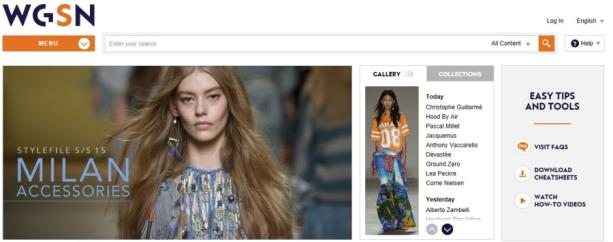 WGSN
Log In English
MENU Enter your search All Content Help
GALLERY COLLECTIONS
STYLEFILE S/S 15
MILAN
ACCESSORIES
08
Today
Christophe Guillarmé
Hood By Air
Pascal Millet
Jacquemus
Anthony Vaccarello
Dévastée
Ground Zero
Lea Peckre
Corrie Nielsen
Yesterday
Alberto Zambelli
EASY TIPS
AND TOOLS
FAQ VISIT FAQS
DOWNLOAD
CHEATSHEETS
WATCH
HOW-TO VIDEOS